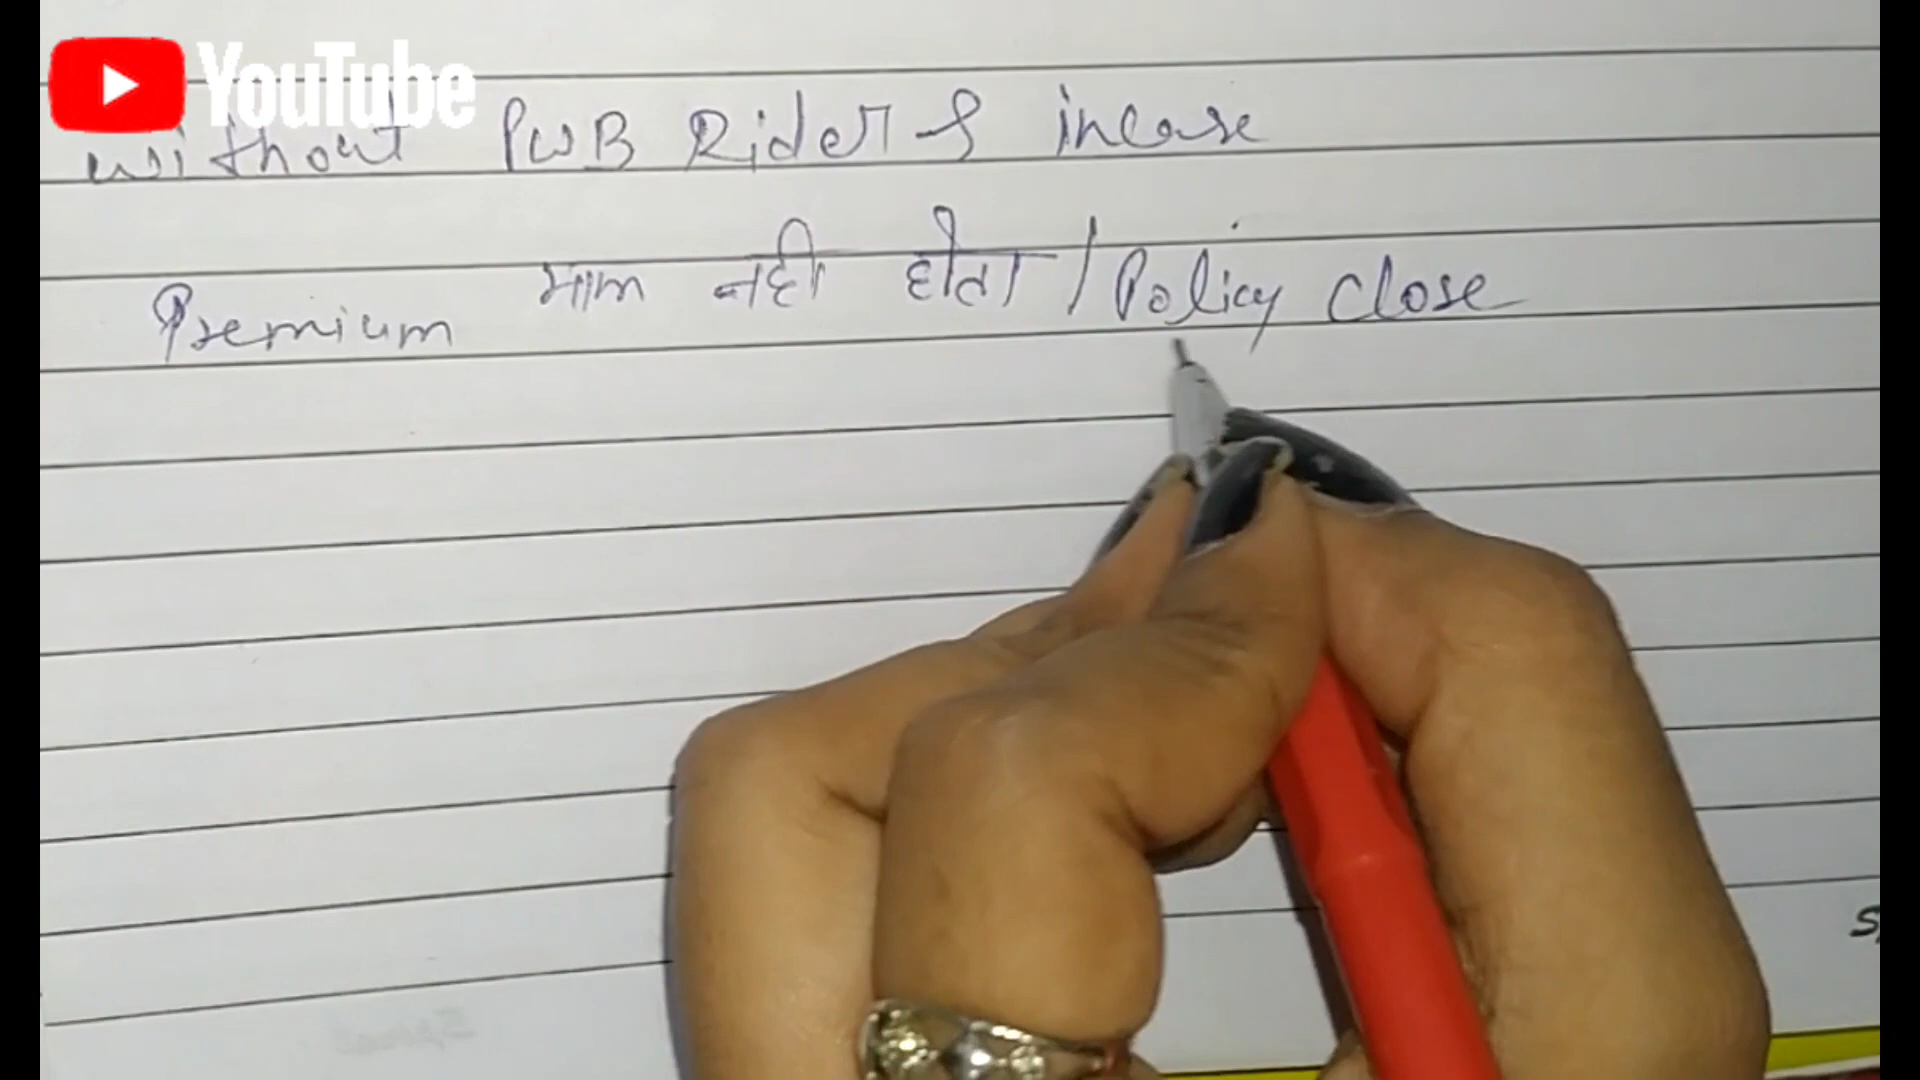 YouTube
without PWB Rider & incase
Premium माम नही होता / Policy close